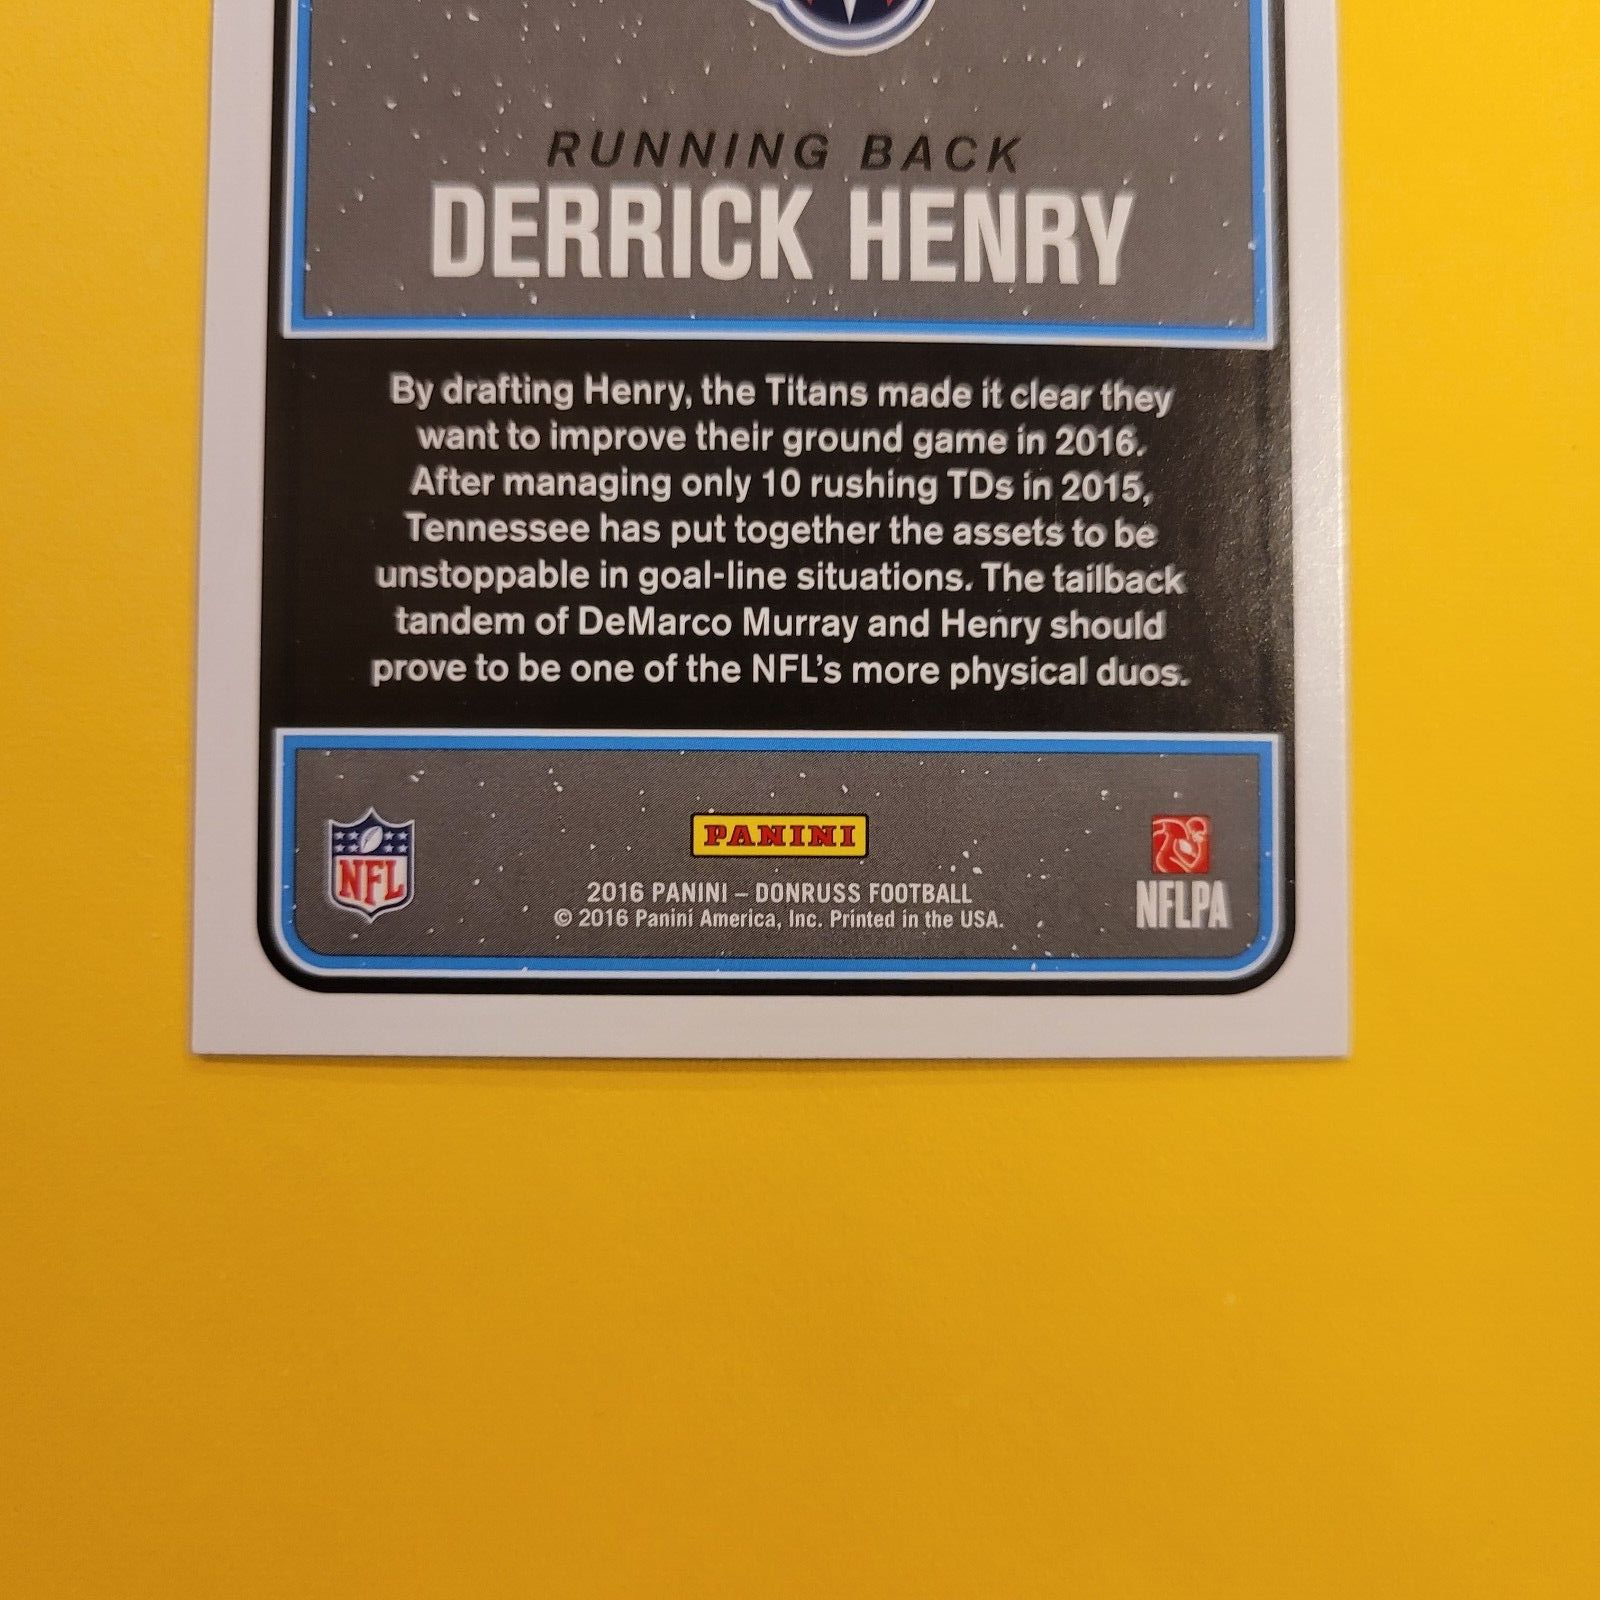 RUNNING BACK
DERRICK HENRY
By drafting Henry, the Titans made it clear they
want to improve their ground game in 2016.
After managing only 10 rushing TDs in 2015,
Tennessee has put together the assets to be
unstoppable in goal-line situations. The tailback
tandem of DeMarco Murray and Henry should
prove to be one of the NFL's more physical duos.
NFL
PANINI
NFLPA
2016 PANINI – DONRUSS FOOTBALL
© 2016 Panini America, Inc. Printed in the USA.